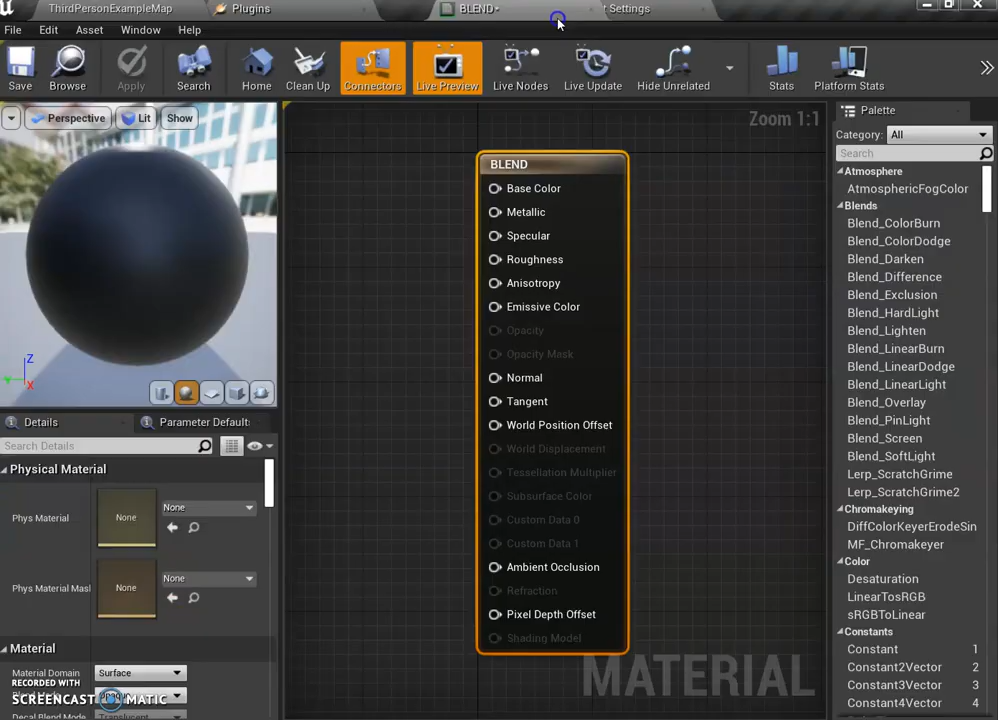 ThirdPersonExampleMap
Plugins
BLEND*
t Settings
File Edit Asset Window Help
Save Browse Apply Search Home Clean Up Connectors Live Preview Live Nodes Live Update Hide Unrelated Stats Platform Stats
Perspective Lit Show
Zoom 1:1
Palette
Category: All
Search
Atmosphere
AtmosphericFogColor
Blends
Blend_ColorBurn
Blend_ColorDodge
Blend_Darken
Blend_Difference
Blend_Exclusion
Blend_HardLight
Blend_Lighten
Blend_LinearBurn
Blend_LinearDodge
Blend_LinearLight
Blend_Overlay
Blend_PinLight
Blend_Screen
Blend_SoftLight
Lerp_ScratchGrime
Lerp_ScratchGrime2
Chromakeying
DiffColorKeyerErodeSin
MF_Chromakeyer
Color
Desaturation
LinearTosRGB
sRGBToLinear
Constants
Constant 1
Constant2Vector 2
Constant3Vector 3
Constant4Vector 4
BLEND
Base Color
Metallic
Specular
Roughness
Anisotropy
Emissive Color
Opacity
Opacity Mask
Normal
Tangent
World Position Offset
World Displacement
Tessellation Multiplier
Subsurface Color
Custom Data 0
Custom Data 1
Ambient Occlusion
Refraction
Pixel Depth Offset
Shading Model
MATERIAL
Z
Y
X
Details
Parameter Default
Search Details
Physical Material
Phys Material None None
Phys Material Mask None None
Material
Material Domain Surface
RECORDED WITH
SCREENCAST MATIC
Decal Blend Mode Translucent